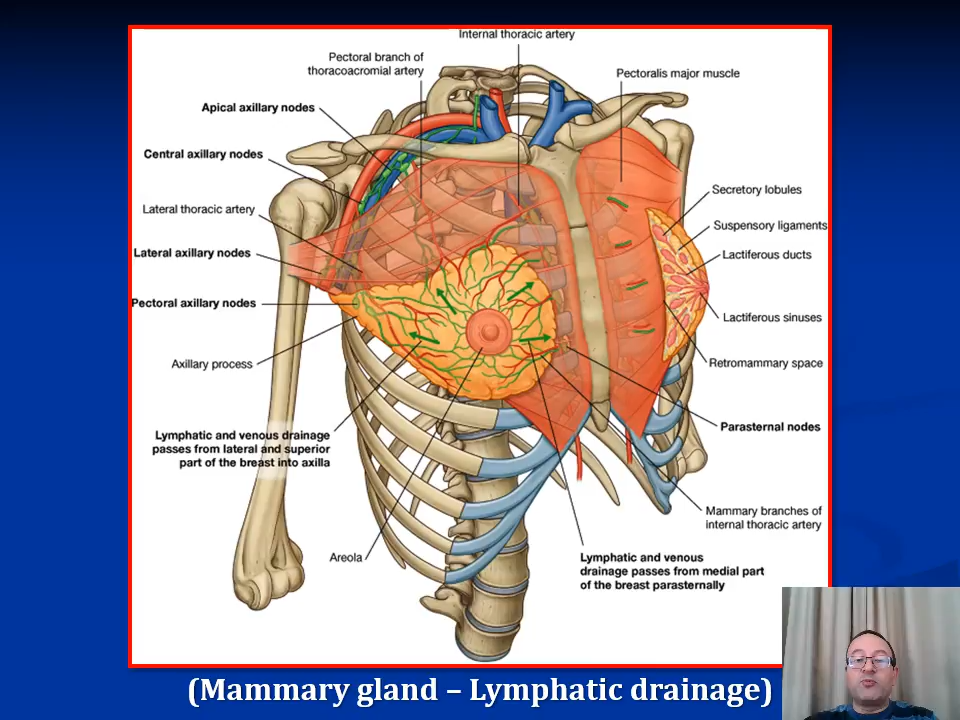 Internal thoracic artery
Pectoral branch of
thoracoacromial artery
Pectoralis major muscle
Apical axillary nodes
Central axillary nodes
Secretory lobules
Lateral thoracic artery
Suspensory ligaments
Lateral axillary nodes
Lactiferous ducts
Pectoral axillary nodes
Lactiferous sinuses
Axillary process
Retromammary space
Parasternal nodes
Lymphatic and venous drainage
passes from lateral and superior
part of the breast into axilla
Mammary branches of
internal thoracic artery
Areola
Lymphatic and venous
drainage passes from medial part
of the breast parasternally
(Mammary gland – Lymphatic drainage)